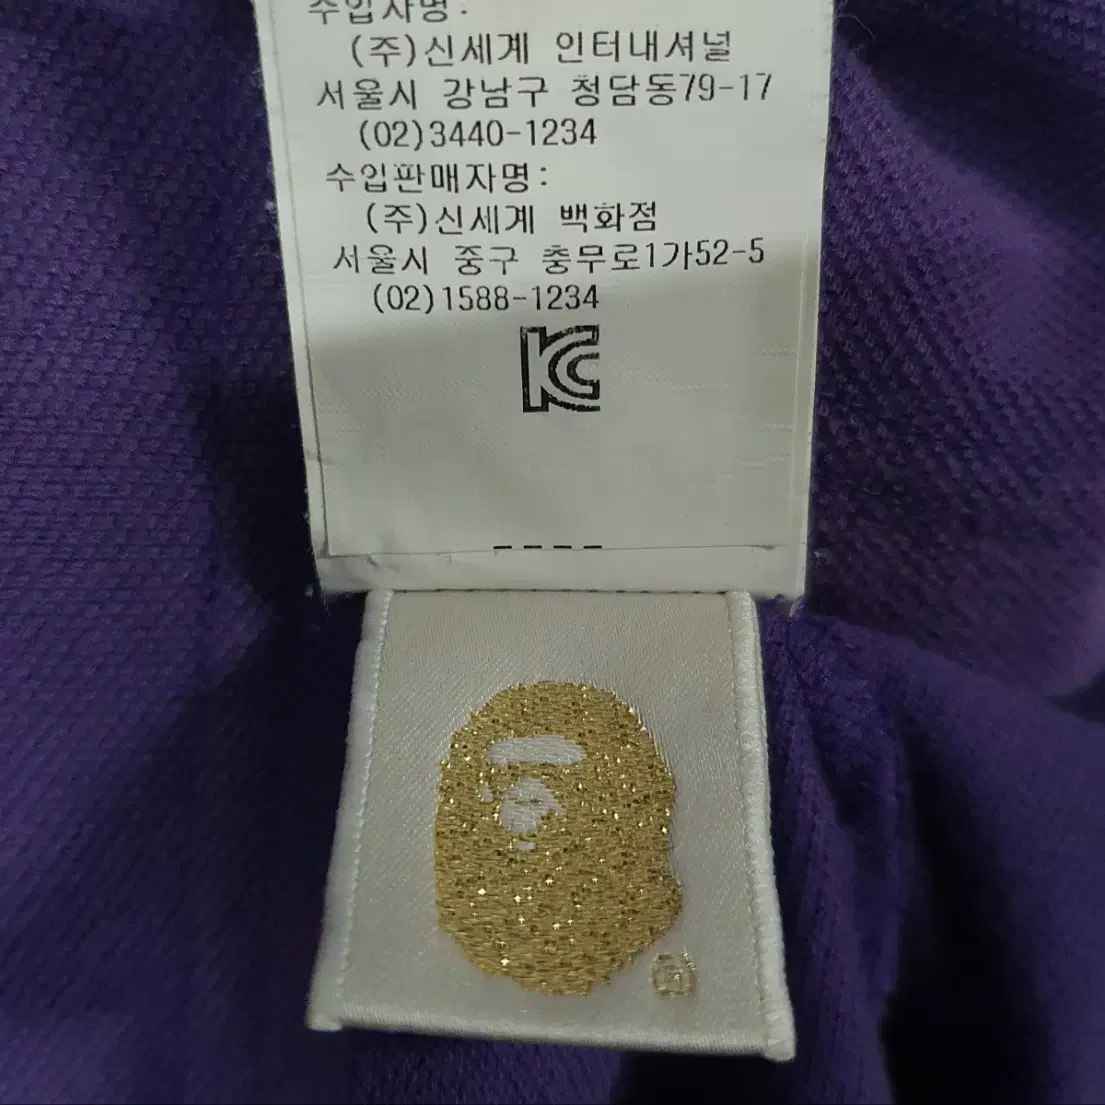 수입자명:
(주)신세계 인터내셔널
서울시 강남구 청담동79-17
(02)3440-1234
수입판매자명:
(주)신세계 백화점
서울시 중구 충무로1가52-5
(02)1588-1234
KC